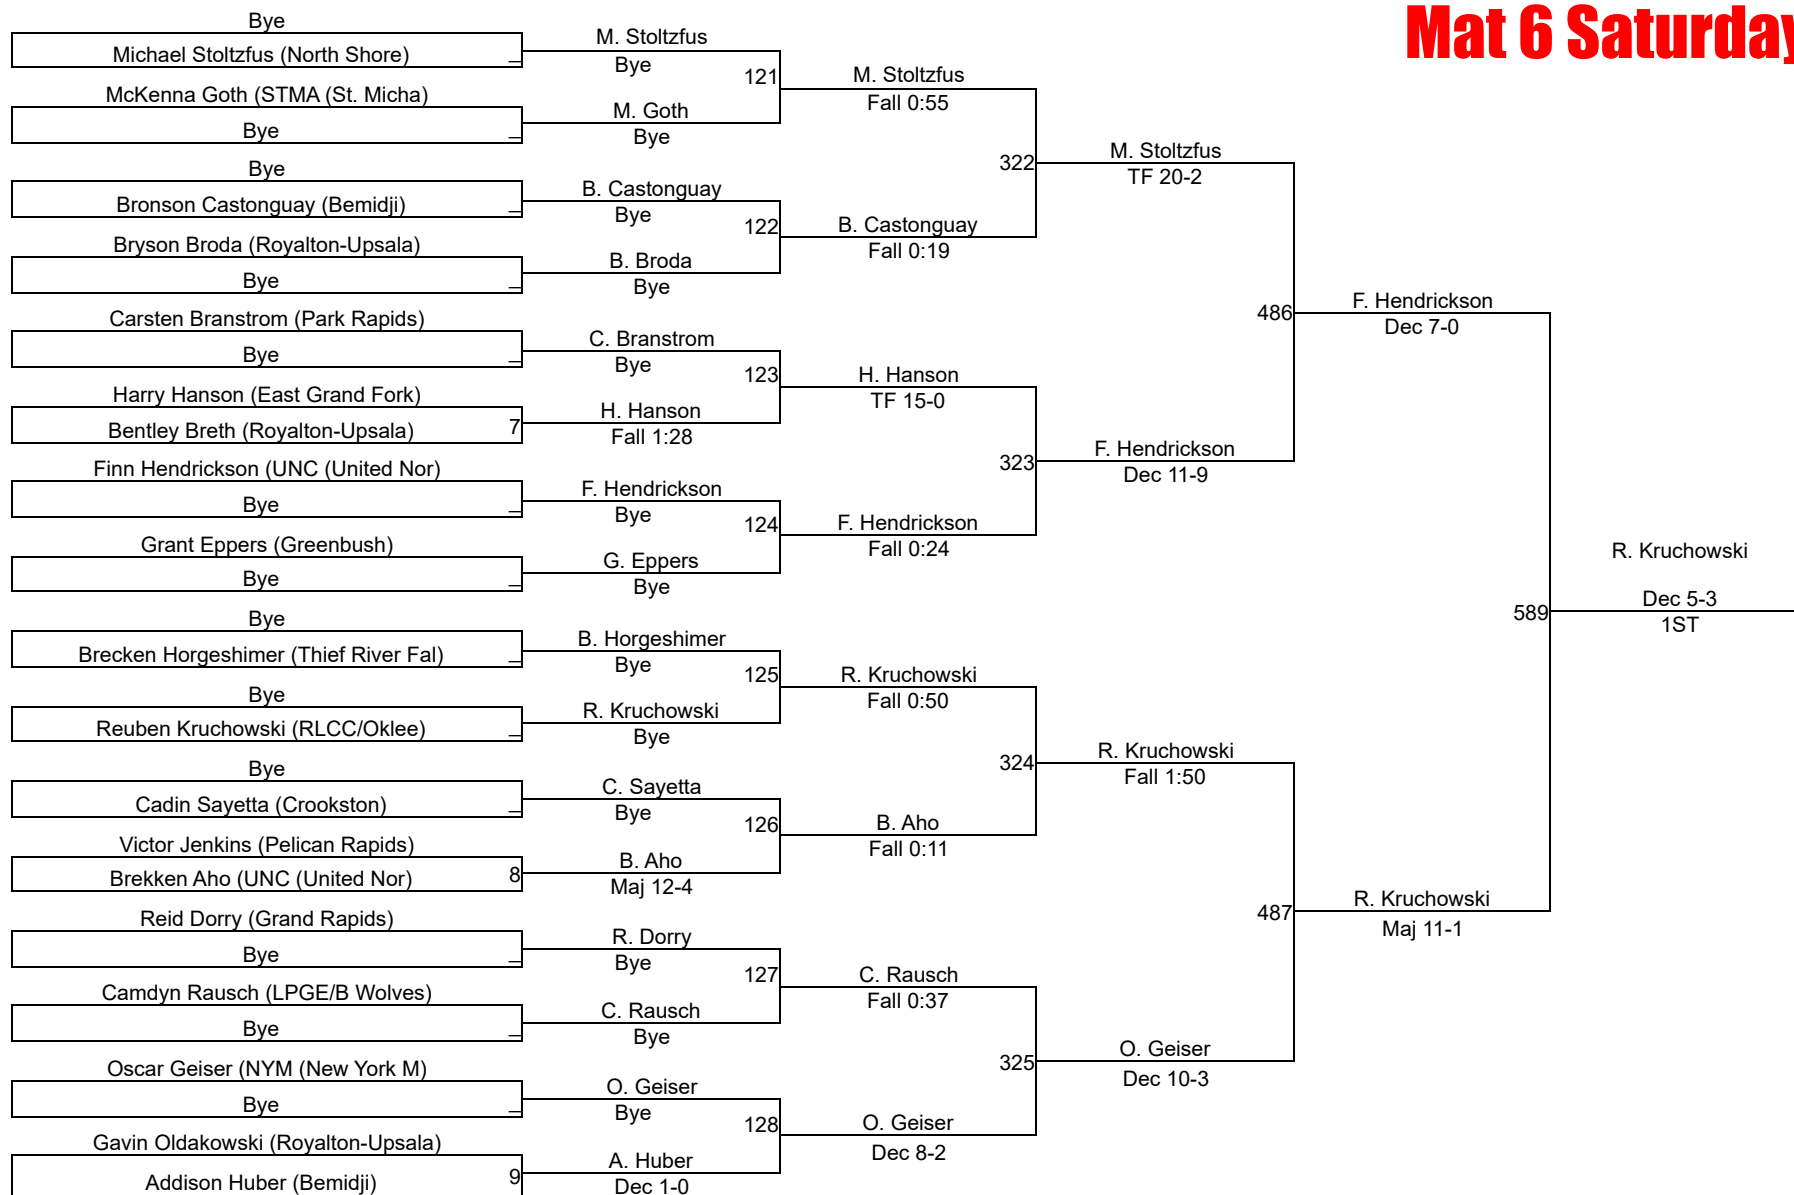 Mat 6 Saturday
Bye
Michael Stoltzfus (North Shore)
McKenna Goth (STMA (St. Micha)
Bye
Bye
Bronson Castonguay (Bemidji)
Bryson Broda (Royalton-Upsala)
Bye
Carsten Branstrom (Park Rapids)
Bye
Harry Hanson (East Grand Fork)
Bentley Breth (Royalton-Upsala)
7
Finn Hendrickson (UNC (United Nor)
Bye
Grant Eppers (Greenbush)
Bye
Bye
Brecken Horgeshimer (Thief River Fal)
Bye
Reuben Kruchowski (RLCC/Oklee)
Bye
Cadin Sayetta (Crookston)
Victor Jenkins (Pelican Rapids)
Brekken Aho (UNC (United Nor)
8
Reid Dorry (Grand Rapids)
Bye
Camdyn Rausch (LPGE/B Wolves)
Bye
Oscar Geiser (NYM (New York M)
Bye
Gavin Oldakowski (Royalton-Upsala)
Addison Huber (Bemidji)
9
M. Stoltzfus
Bye
121
M. Goth
Bye
B. Castonguay
Bye
122
B. Broda
Bye
C. Branstrom
Bye
123
H. Hanson
Fall 1:28
F. Hendrickson
Bye
124
G. Eppers
Bye
B. Horgeshimer
Bye
125
R. Kruchowski
Bye
C. Sayetta
Bye
126
B. Aho
Maj 12-4
R. Dorry
Bye
127
C. Rausch
Bye
O. Geiser
Bye
128
A. Huber
Dec 1-0
M. Stoltzfus
Fall 0:55
322
B. Castonguay
Fall 0:19
H. Hanson
TF 15-0
323
F. Hendrickson
Fall 0:24
R. Kruchowski
Fall 0:50
324
B. Aho
Fall 0:11
C. Rausch
Fall 0:37
325
O. Geiser
Dec 8-2
M. Stoltzfus
TF 20-2
486
F. Hendrickson
Dec 11-9
R. Kruchowski
Fall 1:50
487
O. Geiser
Dec 10-3
F. Hendrickson
Dec 7-0
589
R. Kruchowski
Maj 11-1
R. Kruchowski
Dec 5-3
1ST